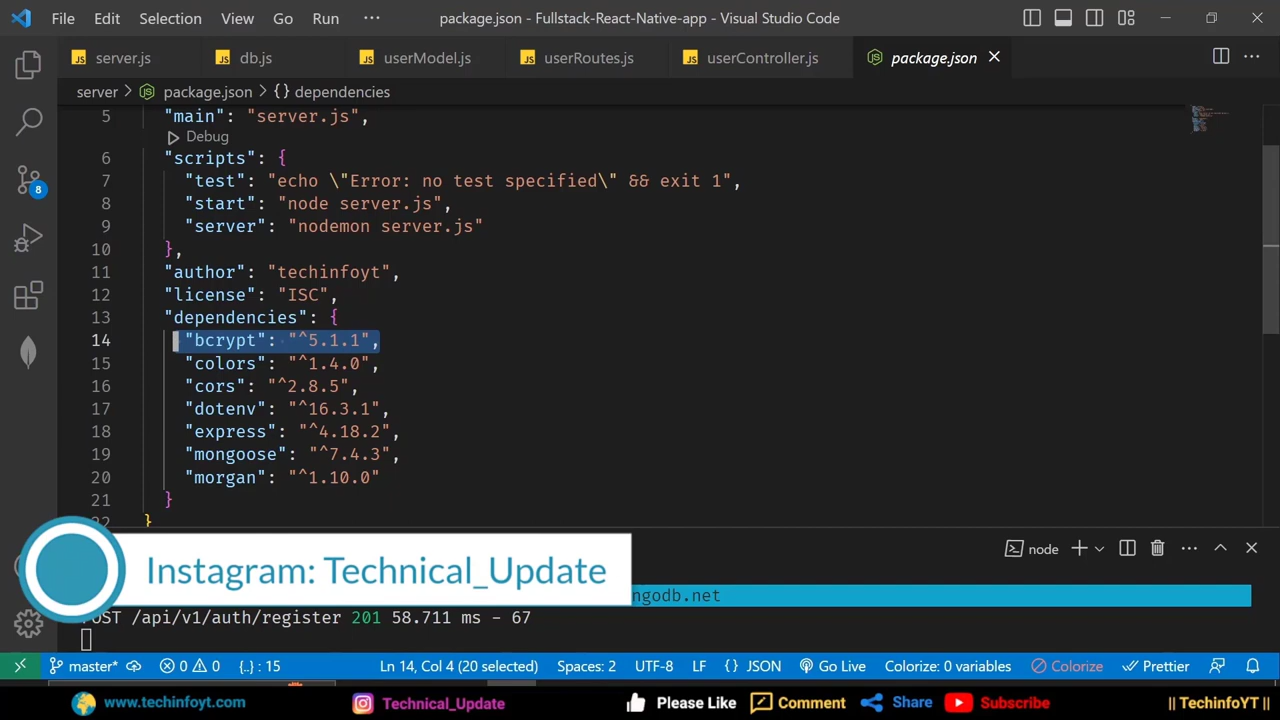 File Edit Selection View Go Run ··· package.json - Fullstack-React-Native-app - Visual Studio Code
JS server.js JS db.js JS userModel.js JS userRoutes.js JS userController.js package.json
server > package.json > {} dependencies
5 "main": "server.js",
Debug
6 "scripts": {
7 "test": "echo \"Error: no test specified\" && exit 1",
8 "start": "node server.js",
9 "server": "nodemon server.js"
10 },
11 "author": "techinfoyt",
12 "license": "ISC",
13 "dependencies": {
14 "bcrypt": "^5.1.1",
15 "colors": "^1.4.0",
16 "cors": "^2.8.5",
17 "dotenv": "^16.3.1",
18 "express": "^4.18.2",
19 "mongoose": "^7.4.3",
20 "morgan": "^1.10.0"
21 }
22 }
8
node
Instagram: Technical_Update
ngodb.net
POST /api/v1/auth/register 201 58.711 ms - 67
master* 0 0 {..} : 15 Ln 14, Col 4 (20 selected) Spaces: 2 UTF-8 LF {} JSON Go Live Colorize: 0 variables Colorize Prettier
www.techinfoyt.com Technical_Update Please Like Comment Share Subscribe || TechinfoYT ||